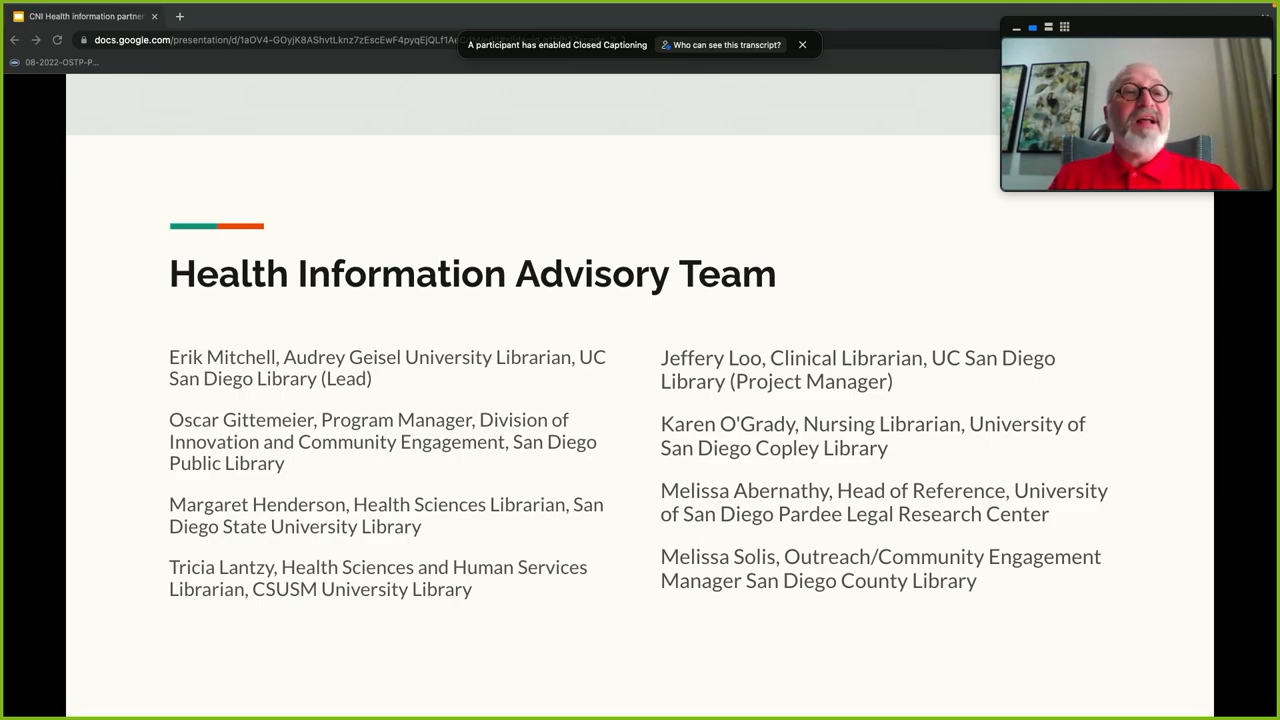 CNI Health information partner
docs.google.com/presentation/d/1aOV4-GOyjK8AShvtLknz7zEscEwF4pyqEjQLf1Ae
A participant has enabled Closed Captioning
Who can see this transcript?
08-2022-OSTP-P...
Health Information Advisory Team
Erik Mitchell, Audrey Geisel University Librarian, UC
San Diego Library (Lead)
Oscar Gittemeier, Program Manager, Division of
Innovation and Community Engagement, San Diego
Public Library
Margaret Henderson, Health Sciences Librarian, San
Diego State University Library
Tricia Lantzy, Health Sciences and Human Services
Librarian, CSUSM University Library
Jeffery Loo, Clinical Librarian, UC San Diego
Library (Project Manager)
Karen O'Grady, Nursing Librarian, University of
San Diego Copley Library
Melissa Abernathy, Head of Reference, University
of San Diego Pardee Legal Research Center
Melissa Solis, Outreach/Community Engagement
Manager San Diego County Library